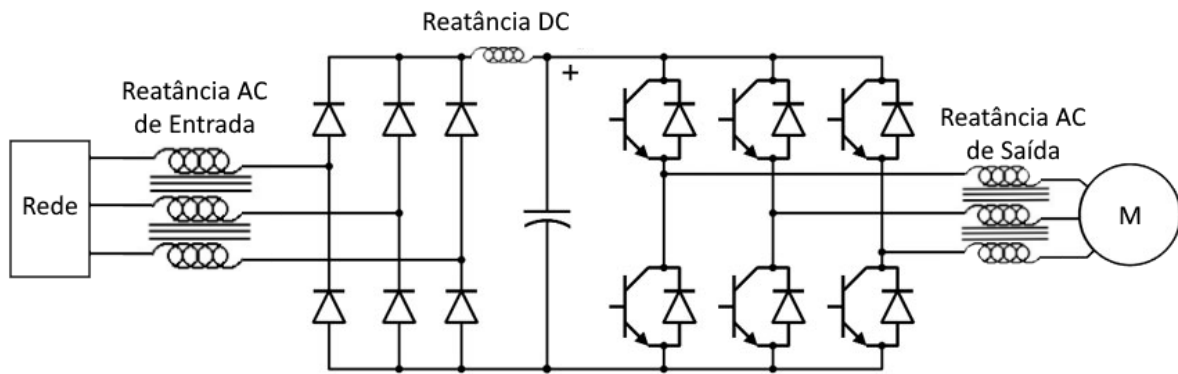 Reatância DC
+
Reatância AC
de Entrada
Reatância AC
de Saída
Rede
M